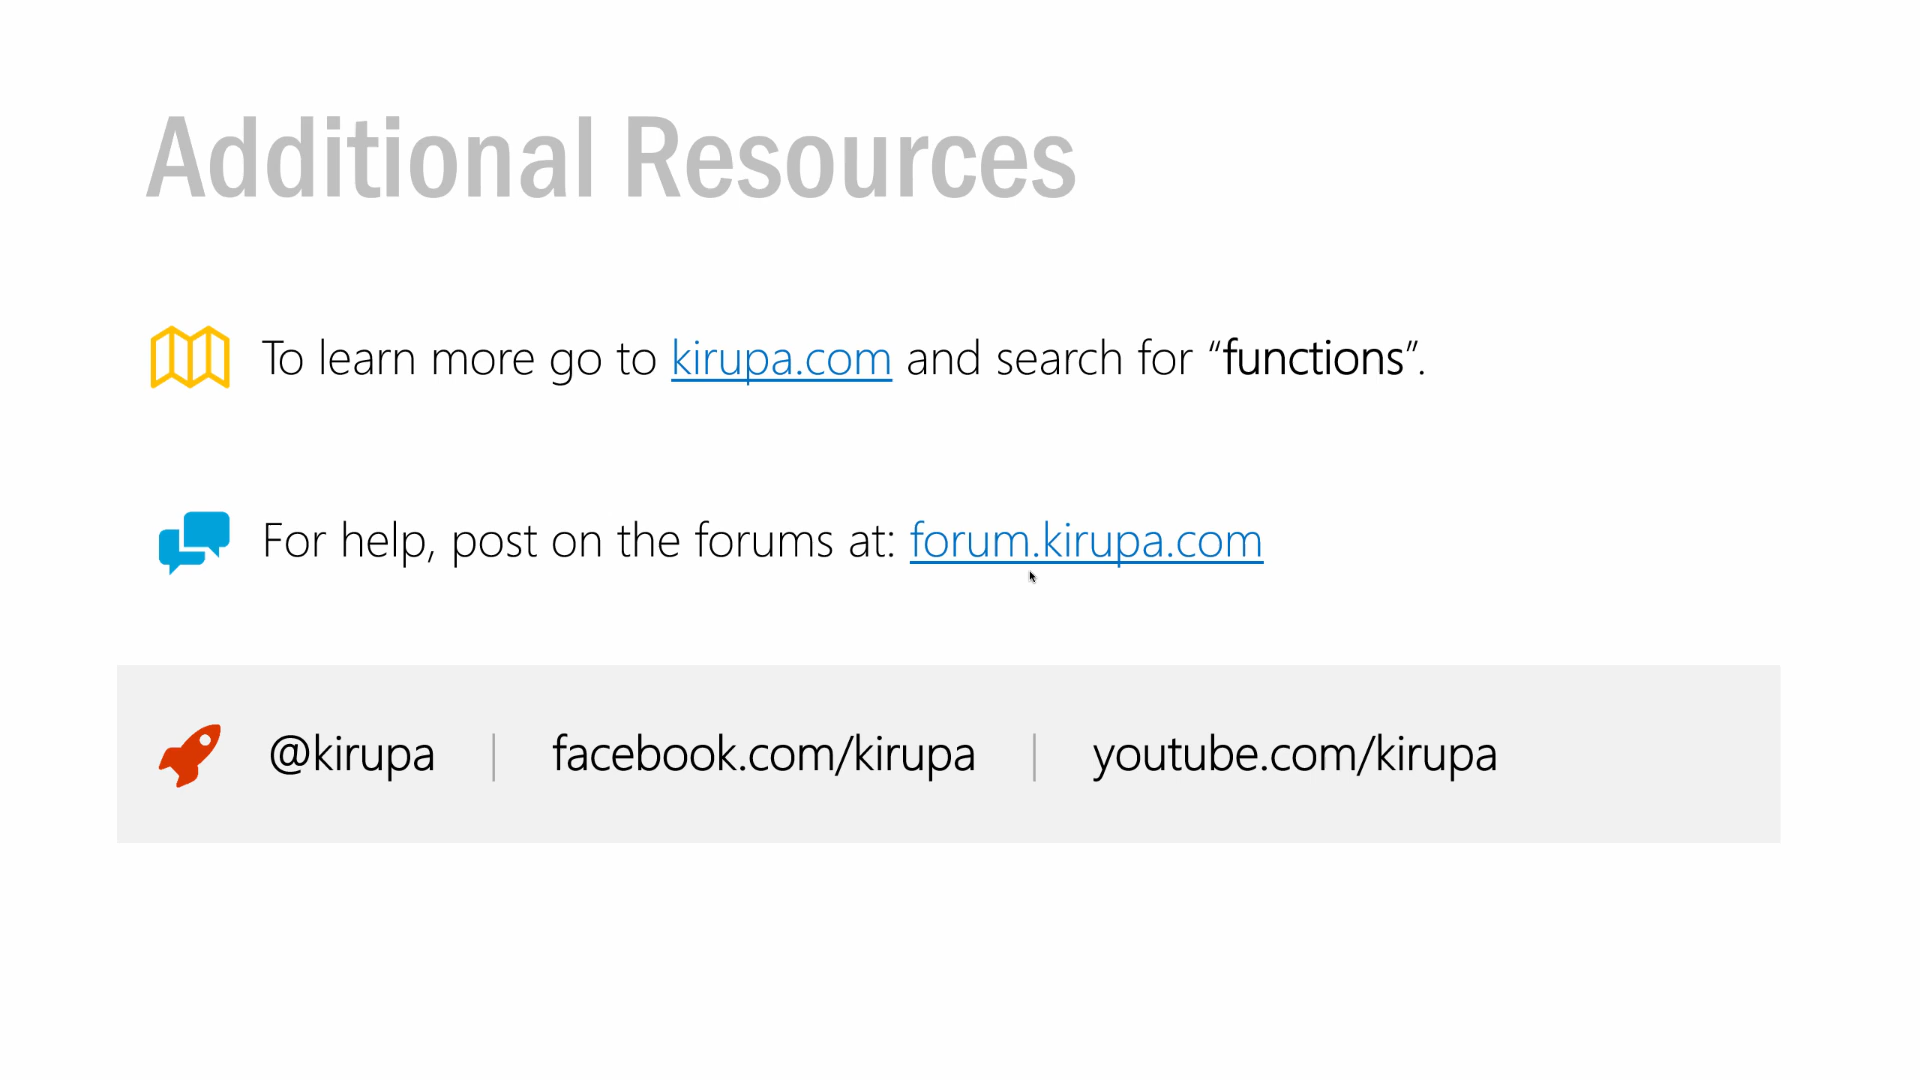 Additional Resources
To learn more go to kirupa.com and search for “functions”.
For help, post on the forums at: forum.kirupa.com
@kirupa | facebook.com/kirupa | youtube.com/kirupa